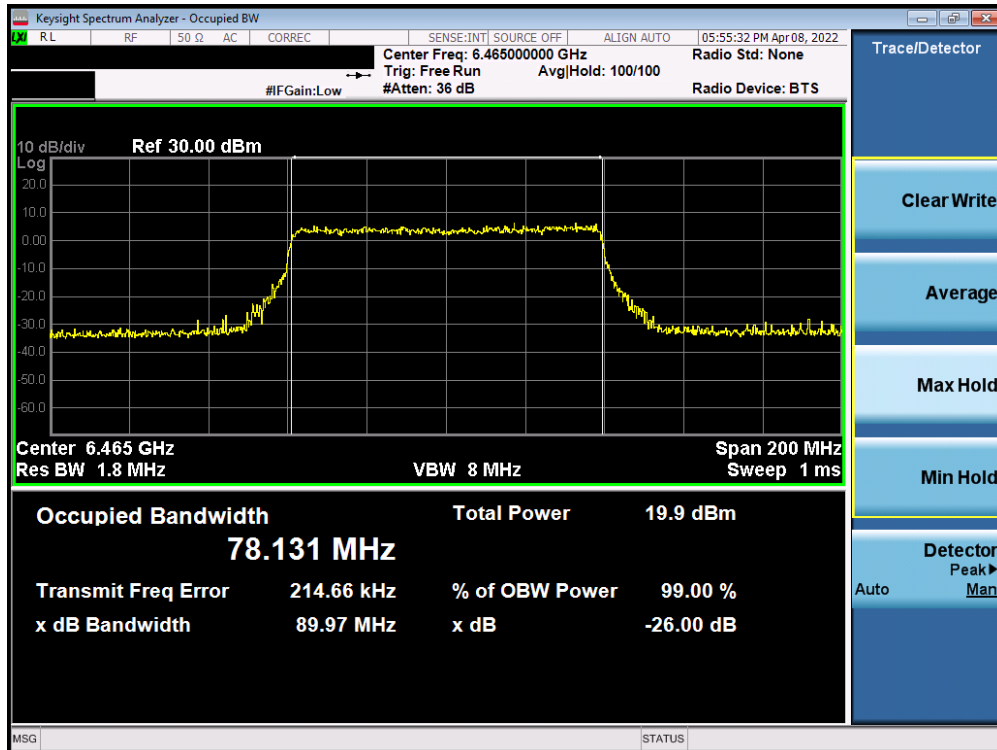 Keysight Spectrum Analyzer - Occupied BW
LXI RL RF 50 Ω AC CORREC SENSE:INT SOURCE OFF ALIGN AUTO 05:55:32 PM Apr 08, 2022
Center Freq: 6.465000000 GHz Radio Std: None
Trig: Free Run Avg|Hold: 100/100
#IFGain:Low #Atten: 36 dB Radio Device: BTS
Trace/Detector
10 dB/div Ref 30.00 dBm
Log
20.0
10.0
0.00
-10.0
-20.0
-30.0
-40.0
-50.0
-60.0
Center 6.465 GHz Span 200 MHz
Res BW 1.8 MHz VBW 8 MHz Sweep 1 ms
Occupied Bandwidth Total Power 19.9 dBm
78.131 MHz
Transmit Freq Error 214.66 kHz % of OBW Power 99.00 %
x dB Bandwidth 89.97 MHz x dB -26.00 dB
Clear Write
Average
Max Hold
Min Hold
Detector
Peak▶
Auto Man
MSG STATUS